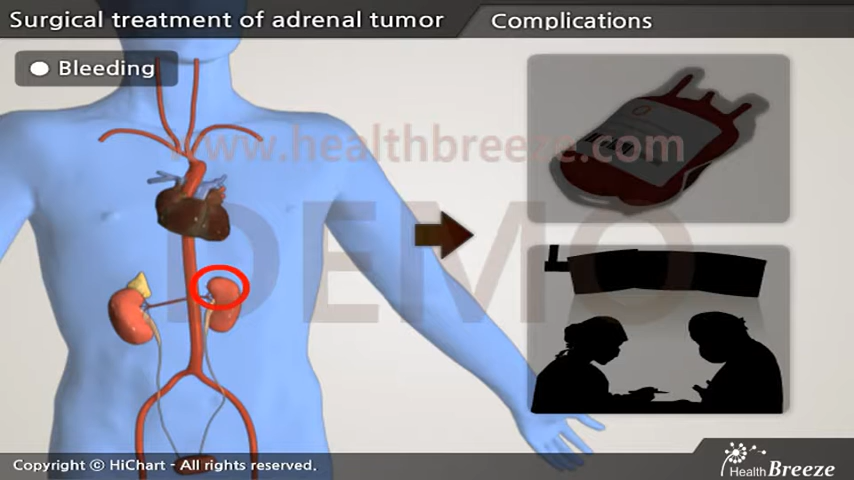 Surgical treatment of adrenal tumor
Complications
Bleeding
www.healthbreeze.com
DEMO
Copyright © HiChart - All rights reserved.
Health Breeze